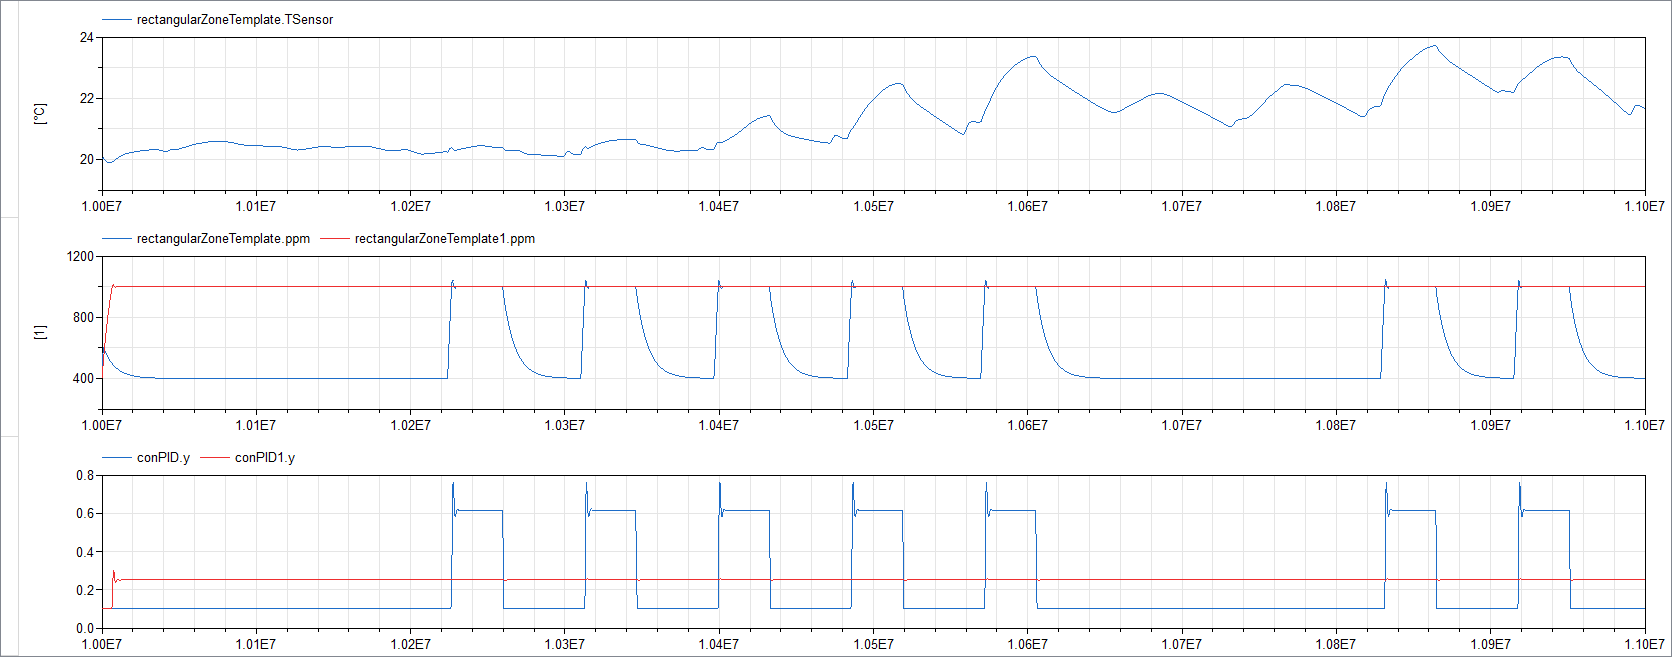 rectangularZoneTemplate.TSensor
24
22
20
[°C]
1.00E7 1.01E7 1.02E7 1.03E7 1.04E7 1.05E7 1.06E7 1.07E7 1.08E7 1.09E7 1.10E7
rectangularZoneTemplate.ppm rectangularZoneTemplate1.ppm
1200
800
400
[1]
1.00E7 1.01E7 1.02E7 1.03E7 1.04E7 1.05E7 1.06E7 1.07E7 1.08E7 1.09E7 1.10E7
conPID.y conPID1.y
0.8
0.6
0.4
0.2
0.0
1.00E7 1.01E7 1.02E7 1.03E7 1.04E7 1.05E7 1.06E7 1.07E7 1.08E7 1.09E7 1.10E7